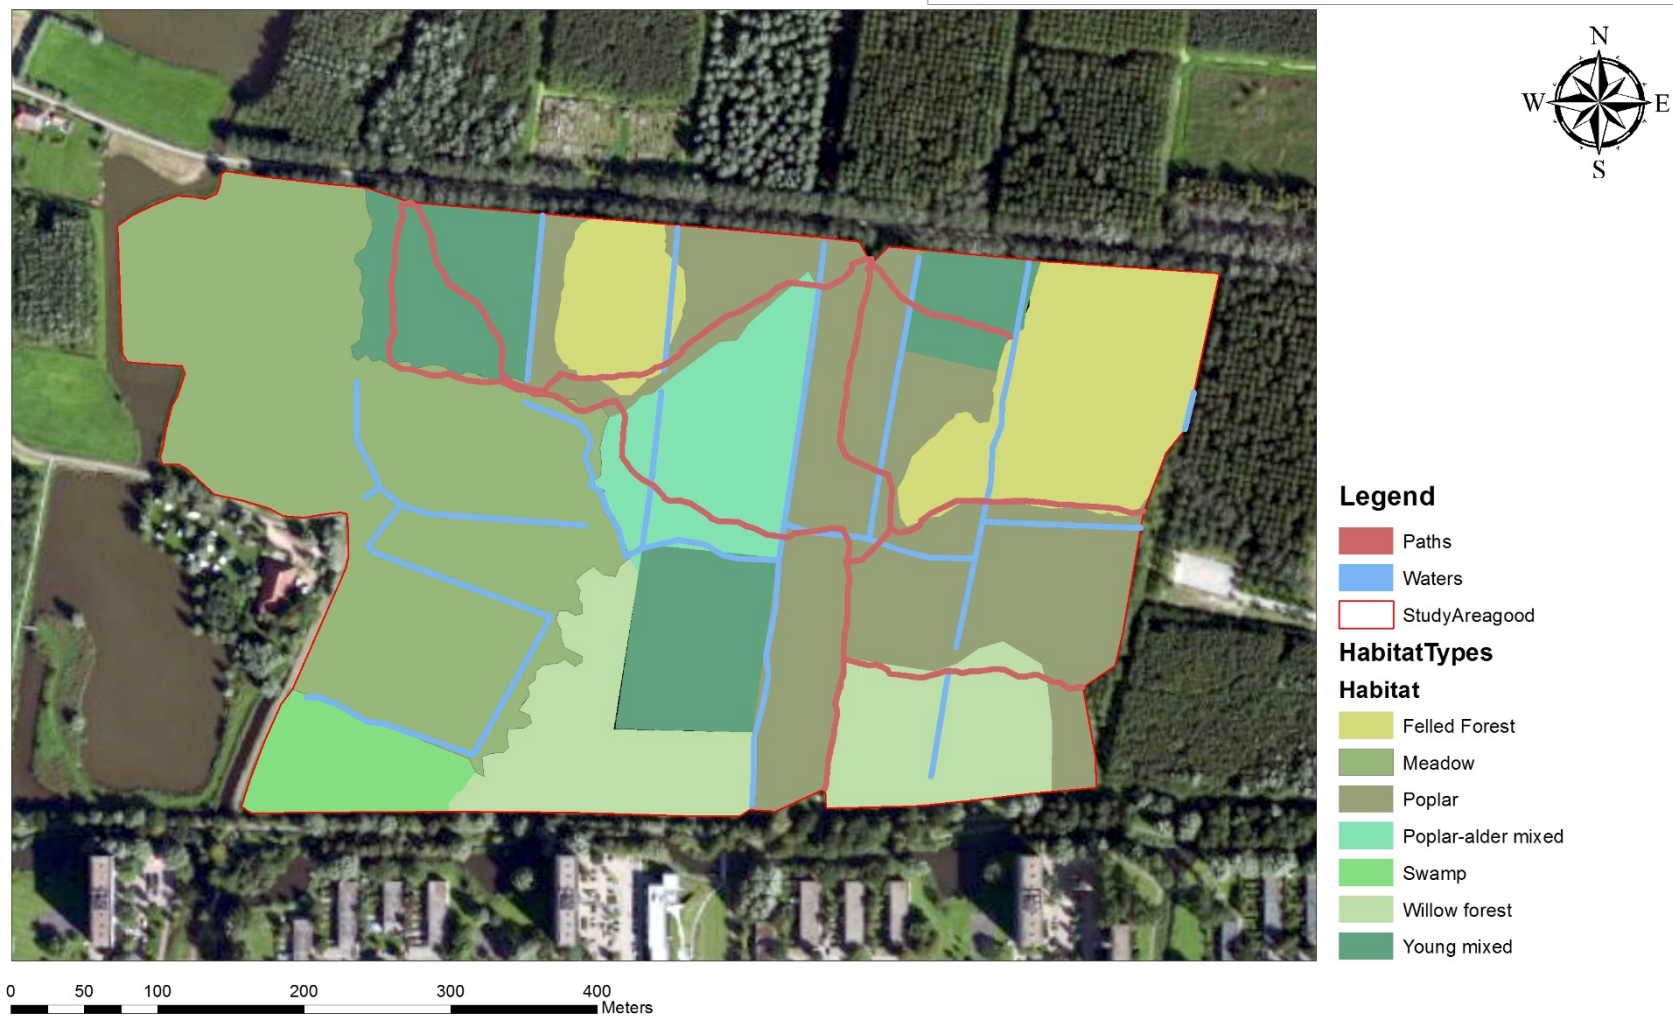 N
W E
S
Legend
Paths
Waters
StudyAreagood
HabitatTypes
Habitat
Felled Forest
Meadow
Poplar
Poplar-alder mixed
Swamp
Willow forest
Young mixed
0 50 100 200 300 400
Meters